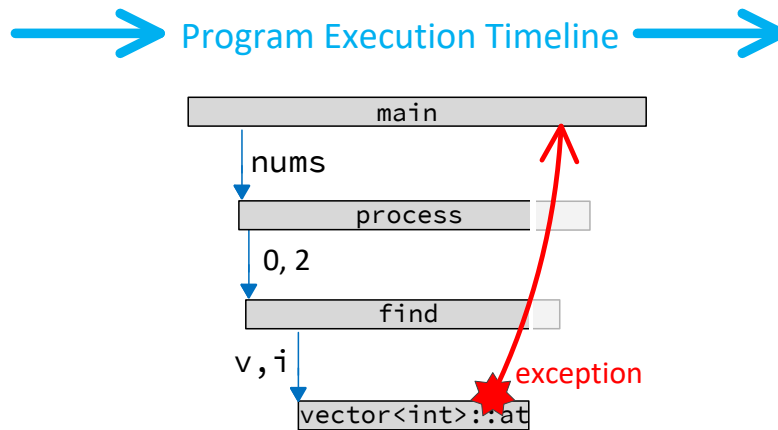 Program Execution Timeline
main
nums
process
0, 2
find
v,i
exception
vector<int>::at